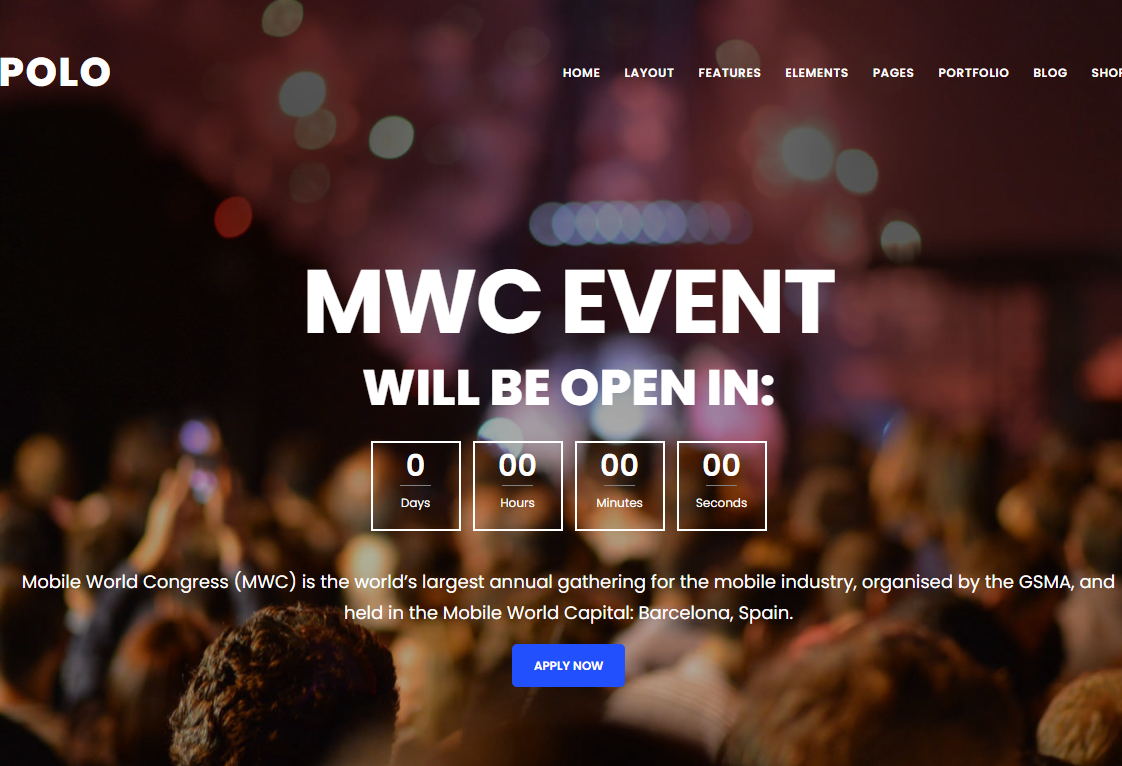 POLO
HOME LAYOUT FEATURES ELEMENTS PAGES PORTFOLIO BLOG
MWC EVENT
WILL BE OPEN IN:
0 00 00 00
Days Hours Minutes Seconds
Mobile World Congress (MWC) is the world’s largest annual gathering for the mobile industry, organised by the GSMA, and
held in the Mobile World Capital: Barcelona, Spain.
APPLY NOW